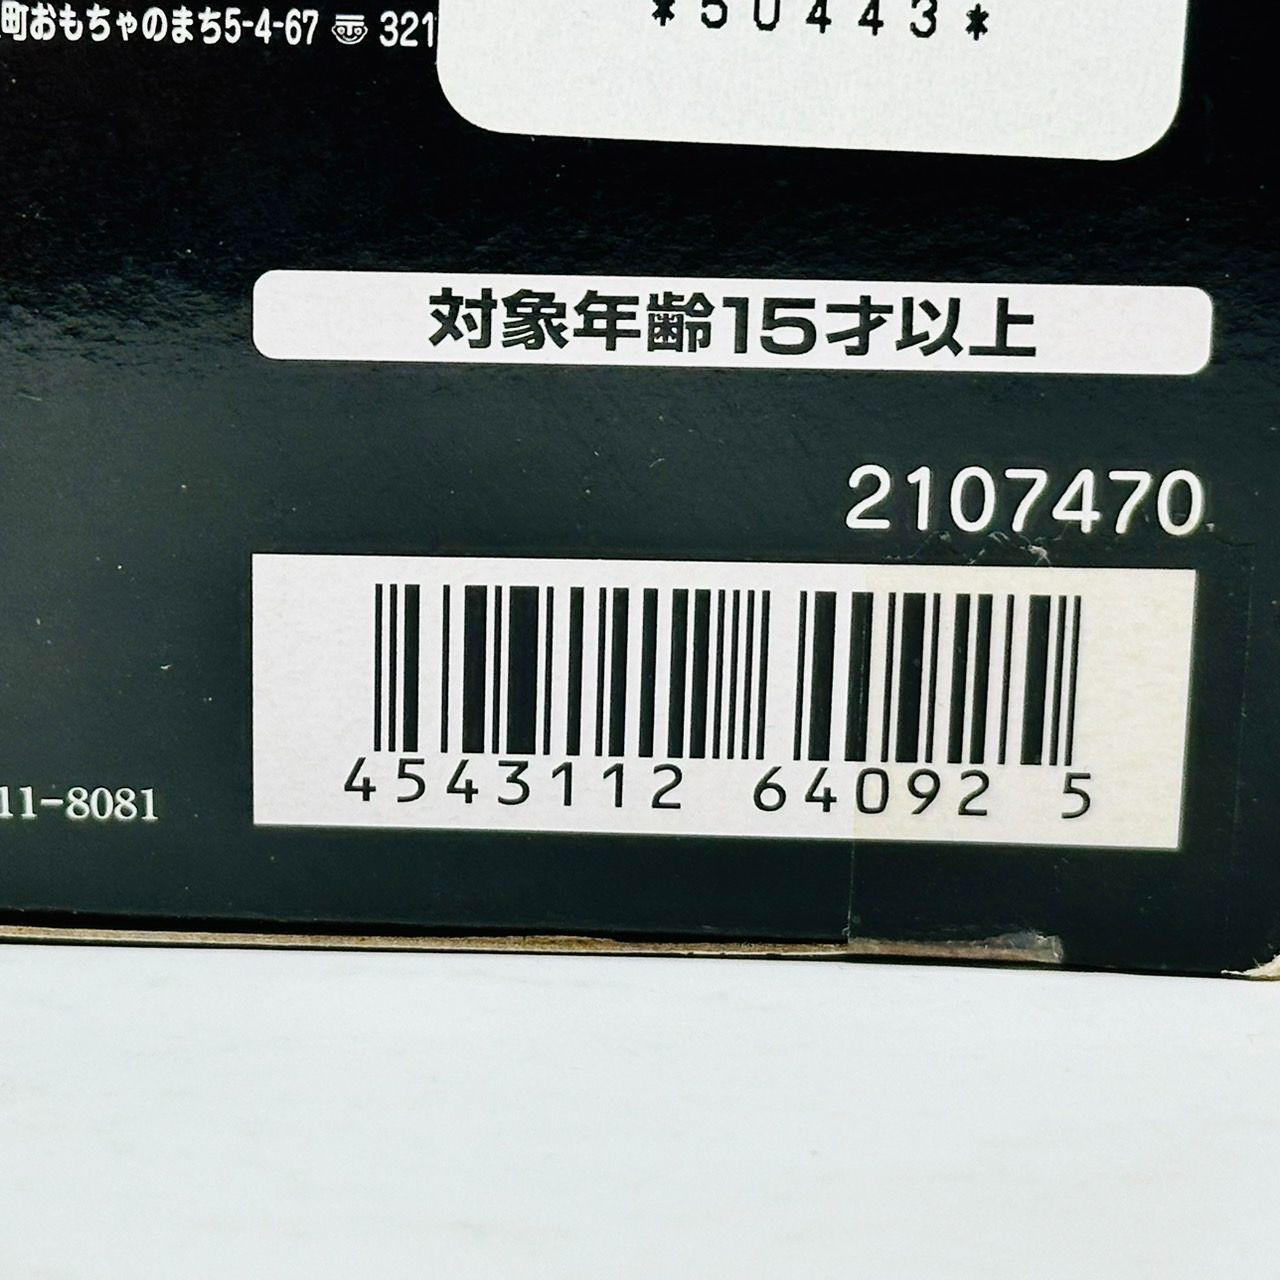 町おもちゃのまち5-4-67 〠 321
*50443*
対象年齢15才以上
2107470
4543112 64092 5
11-8081